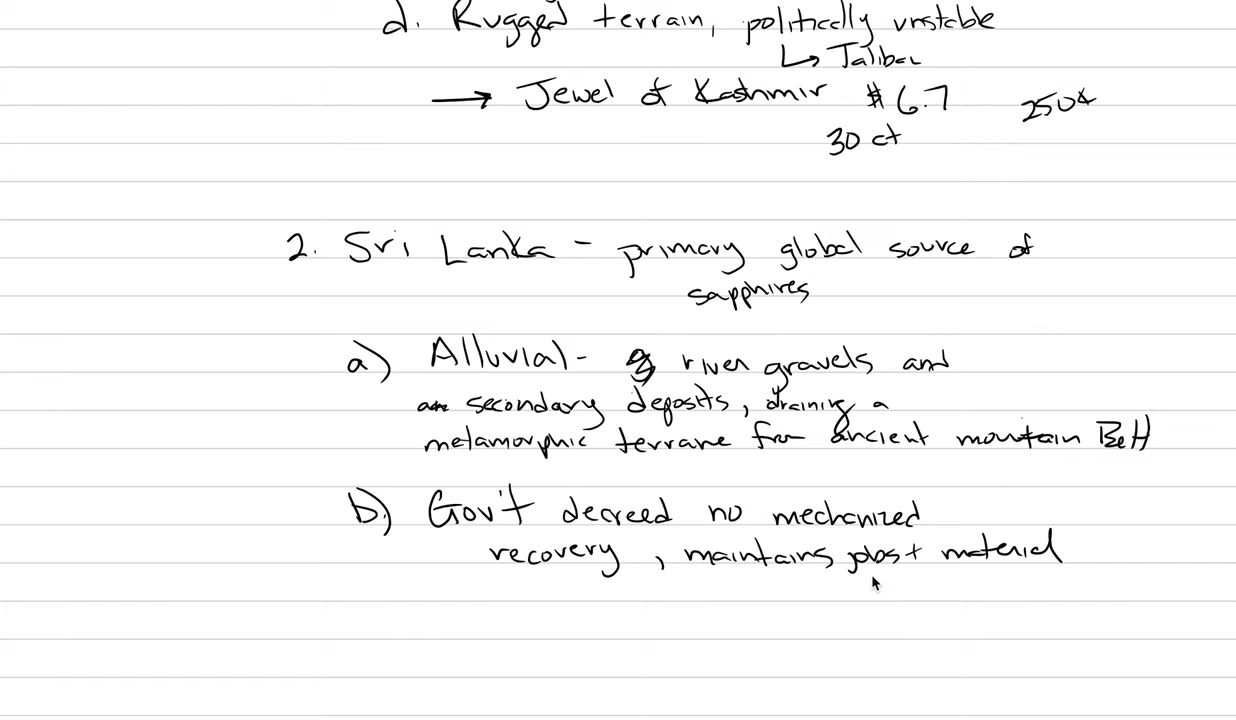 d. Rugged terrain, politically unstable
↳ Taliban
→ Jewel of Kashmir $6.7 250k
30 ct
2. Sri Lanka - primary global source of
sapphires
a) Alluvial - river gravels and
secondary deposits, draining a
metamorphic terrane from ancient mountain Belt
b.) Gov't decreed no mechanized
recovery, maintains jobs + material